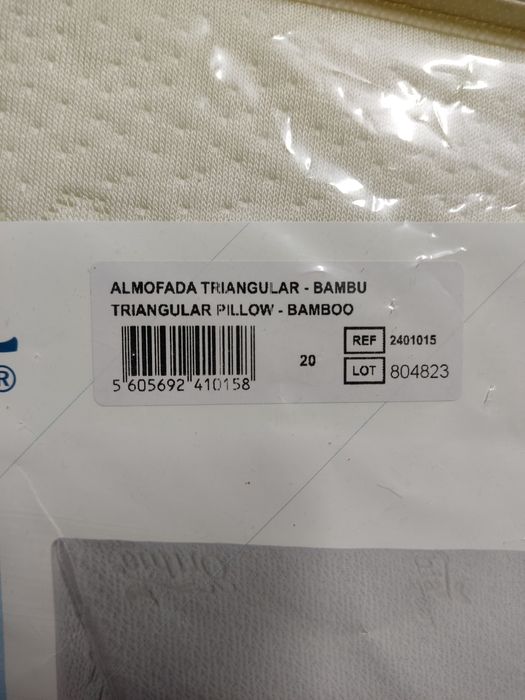 ALMOFADA TRIANGULAR - BAMBU
TRIANGULAR PILLOW - BAMBOO
5 605692 410158
20
REF 2401015
LOT 804823
®